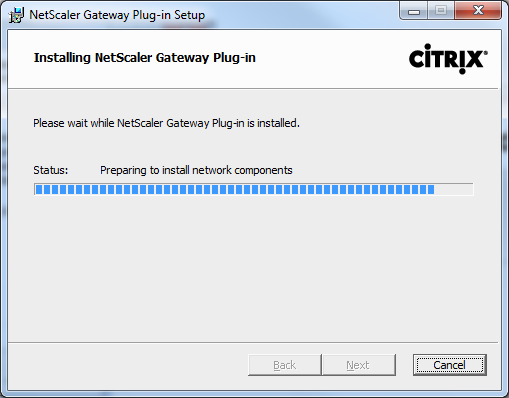 NetScaler Gateway Plug-in Setup
Installing NetScaler Gateway Plug-in
CITRIX®
Please wait while NetScaler Gateway Plug-in is installed.
Status: Preparing to install network components
Back Next Cancel